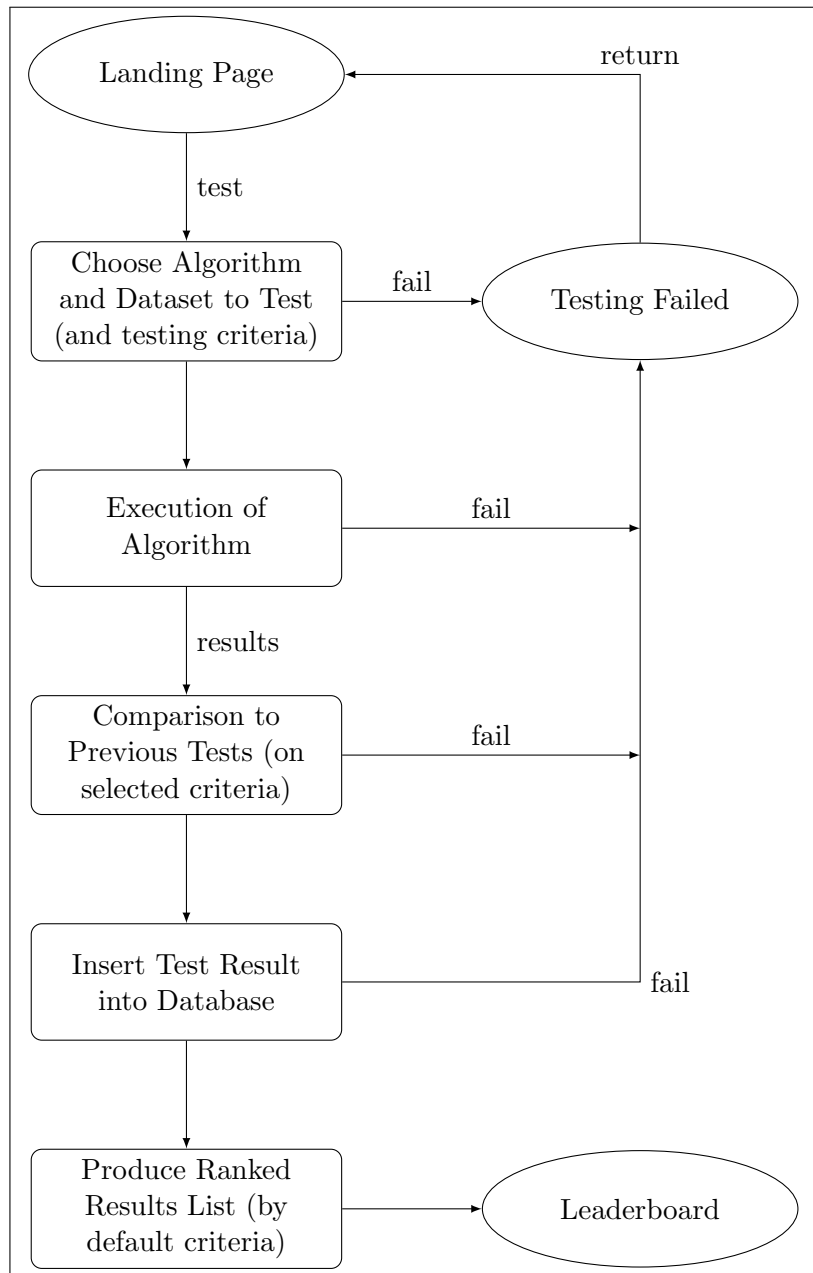 Landing Page
return
test
Choose Algorithm
and Dataset to Test
(and testing criteria)
fail
Testing Failed
Execution of
Algorithm
fail
results
Comparison to
Previous Tests (on
selected criteria)
fail
Insert Test Result
into Database
fail
Produce Ranked
Results List (by
default criteria)
Leaderboard